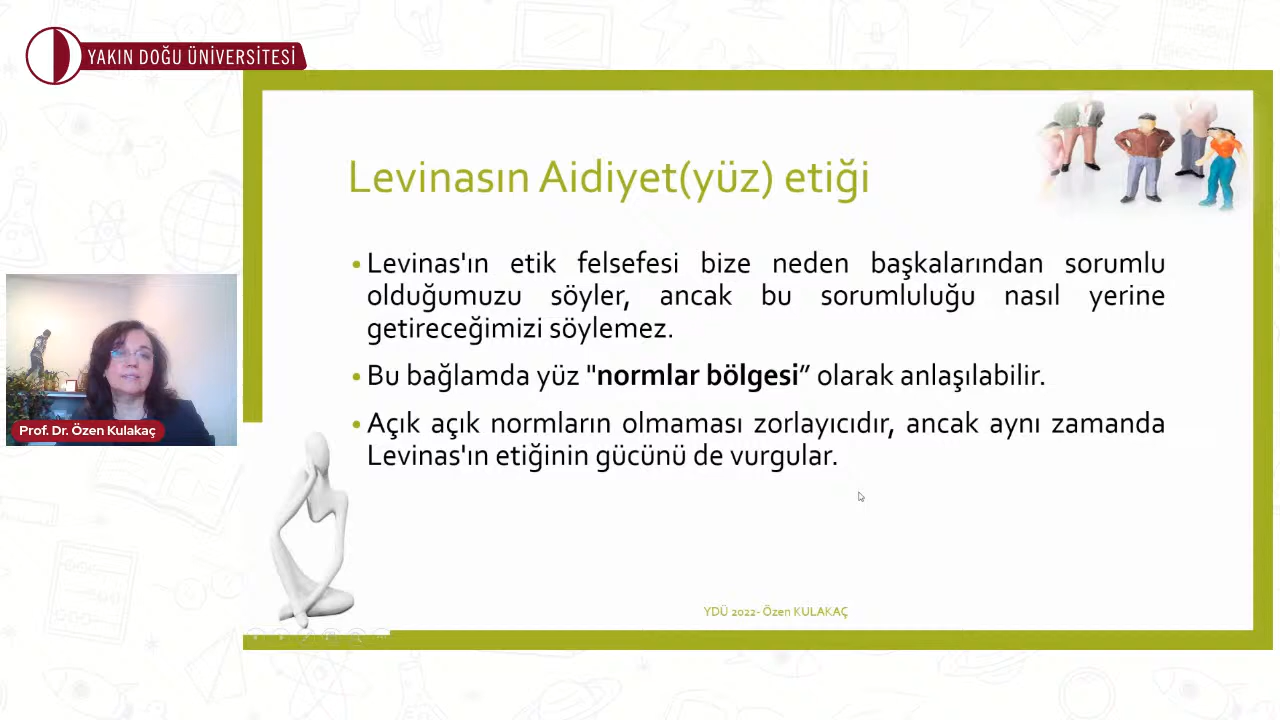 YAKIN DOĞU ÜNİVERSİTESİ
Levinasın Aidiyet(yüz) etiği
• Levinas'ın etik felsefesi bize neden başkalarından sorumlu
olduğumuzu söyler, ancak bu sorumluluğu nasıl yerine
getireceğimizi söylemez.
• Bu bağlamda yüz "normlar bölgesi” olarak anlaşılabilir.
• Açık açık normların olmaması zorlayıcıdır, ancak aynı zamanda
Levinas'ın etiğinin gücünü de vurgular.
Prof. Dr. Özen Kulakaç
YDÜ 2022- Özen KULAKAÇ